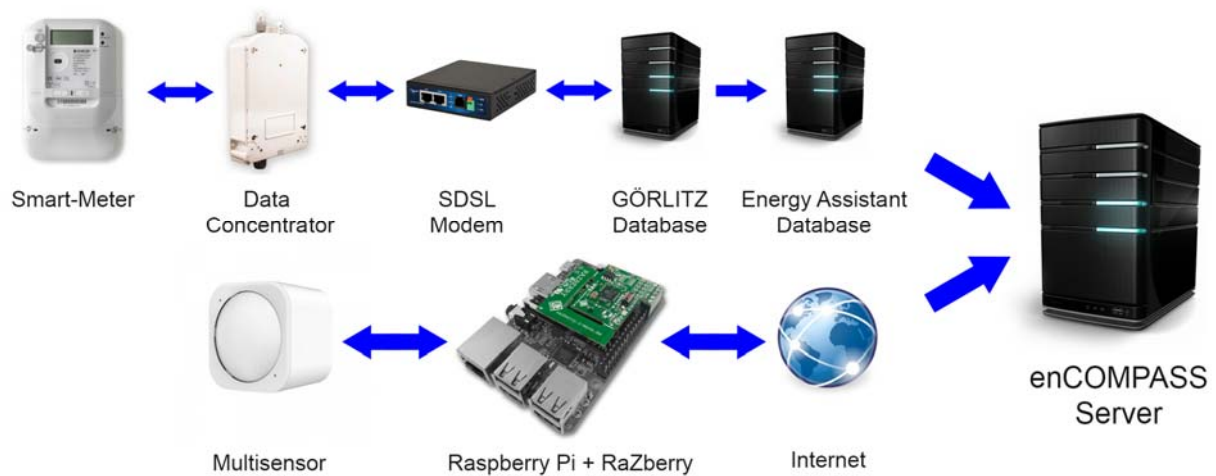 Smart-Meter
Data
Concentrator
SDSL
Modem
GÖRLITZ
Database
Energy Assistant
Database
Multisensor
Raspberry Pi + RaZberry
Internet
enCOMPASS
Server